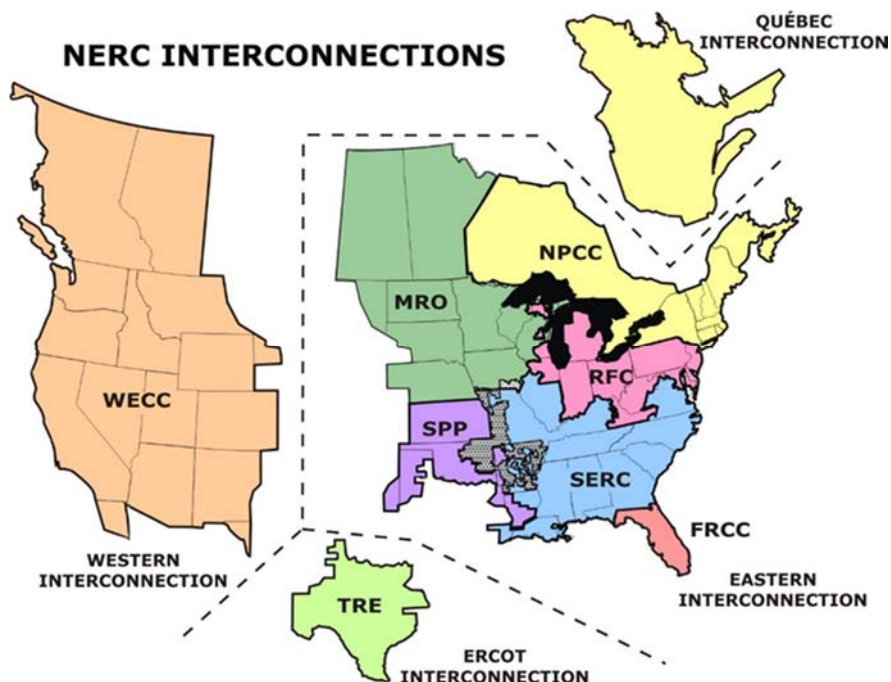 QUÉBEC
INTERCONNECTION
NERC INTERCONNECTIONS
NPCC
MRO
RFC
WECC
SPP
SERC
FRCC
WESTERN
INTERCONNECTION
EASTERN
INTERCONNECTION
TRE
ERCOT
INTERCONNECTION